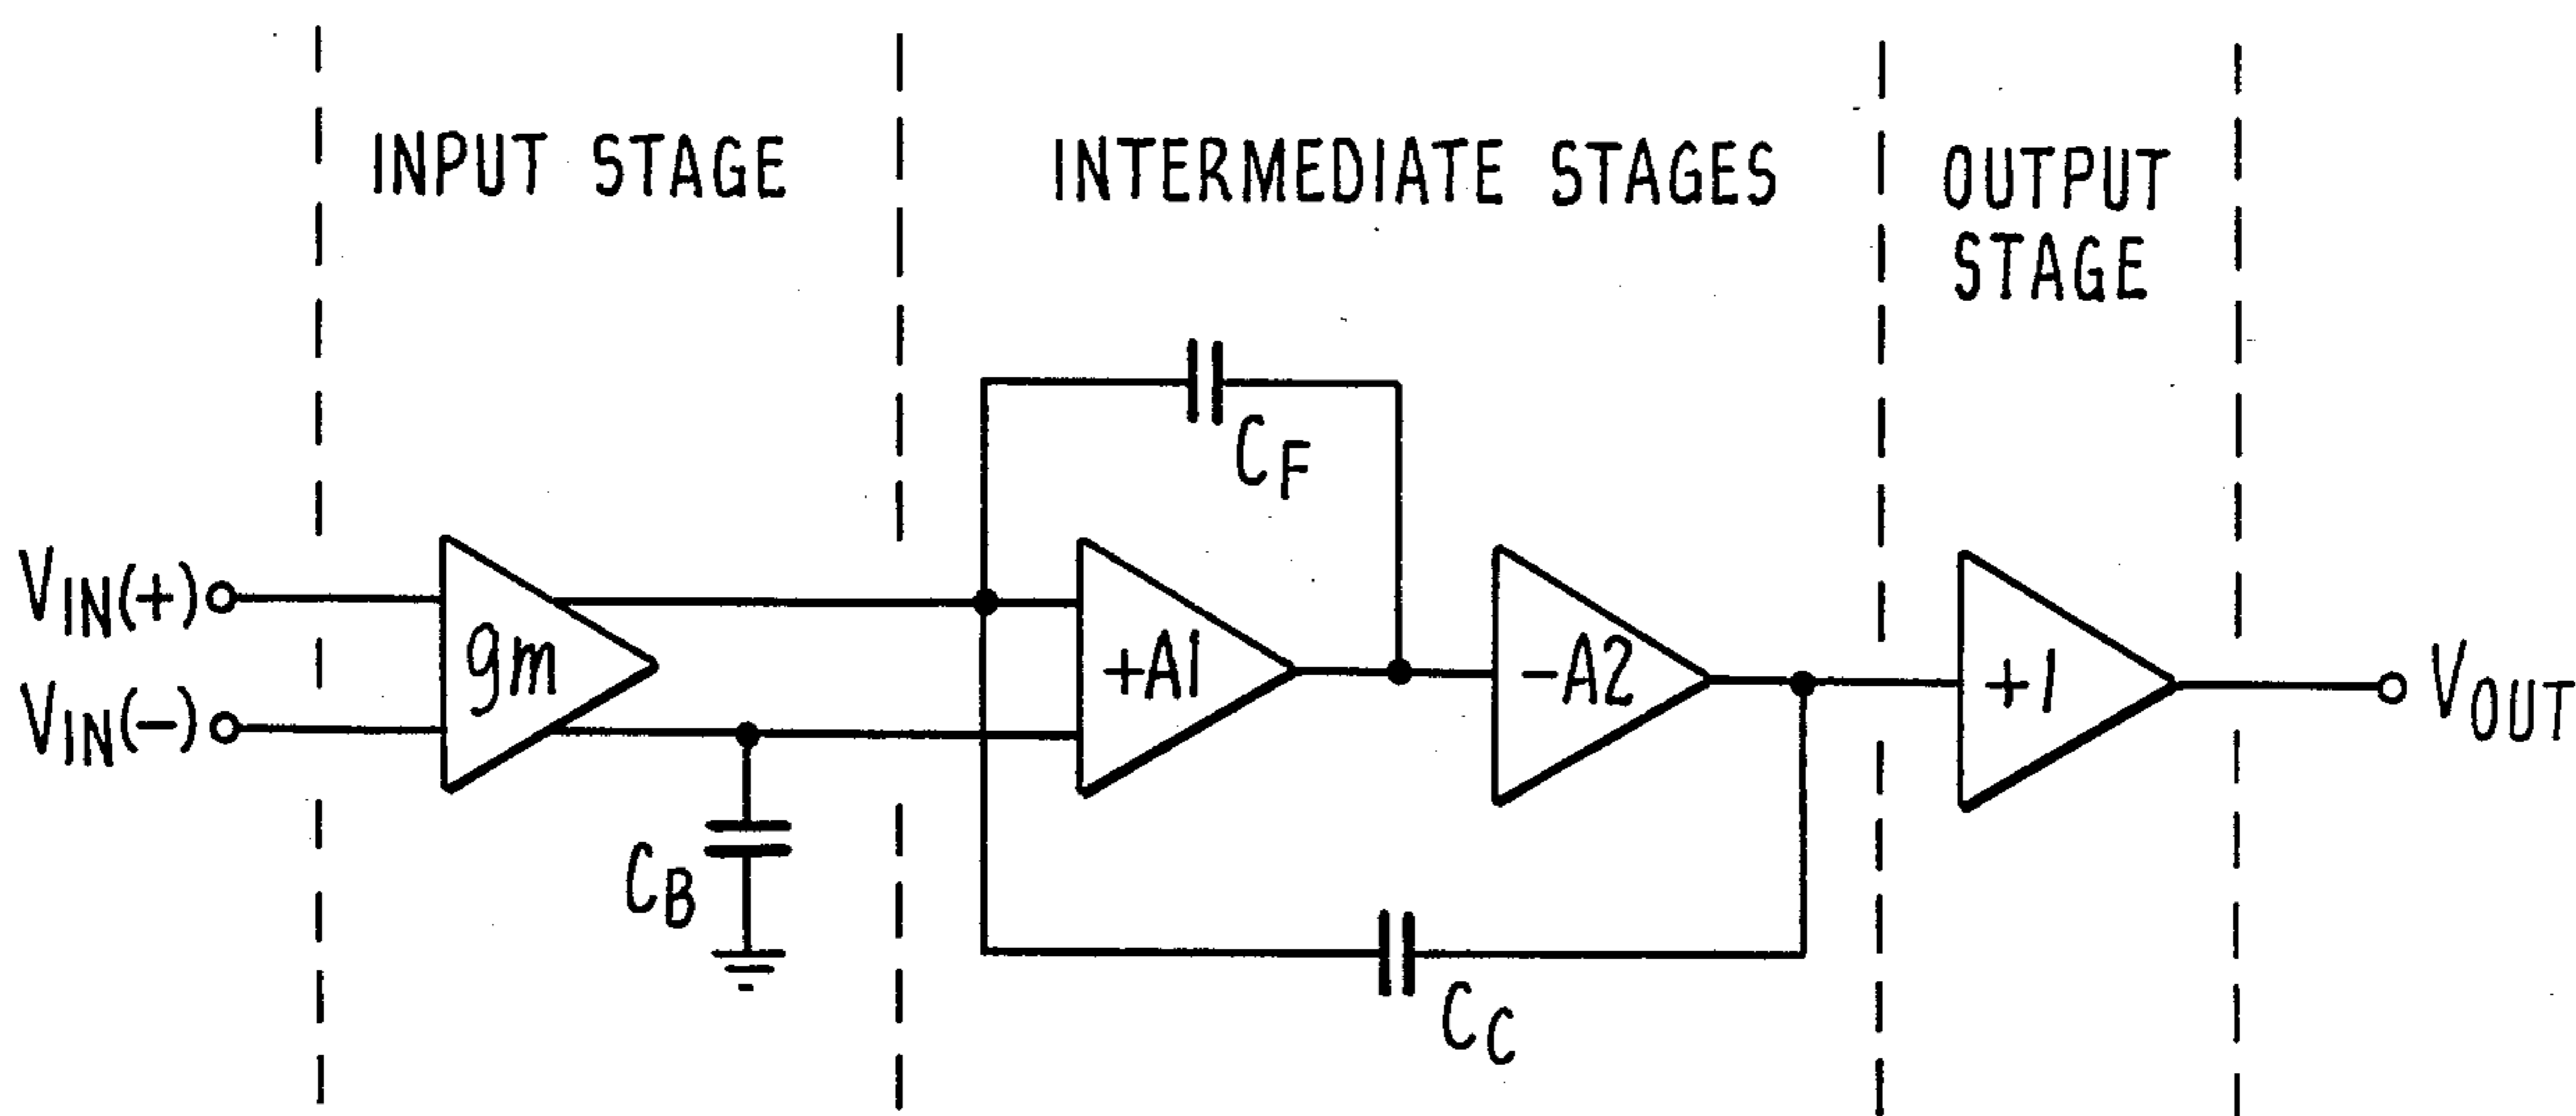 INPUT STAGE
INTERMEDIATE STAGES
OUTPUT
STAGE
CF
VIN(+)
gm
+A1
-A2
+1
VOUT
VIN(-)
CB
CC